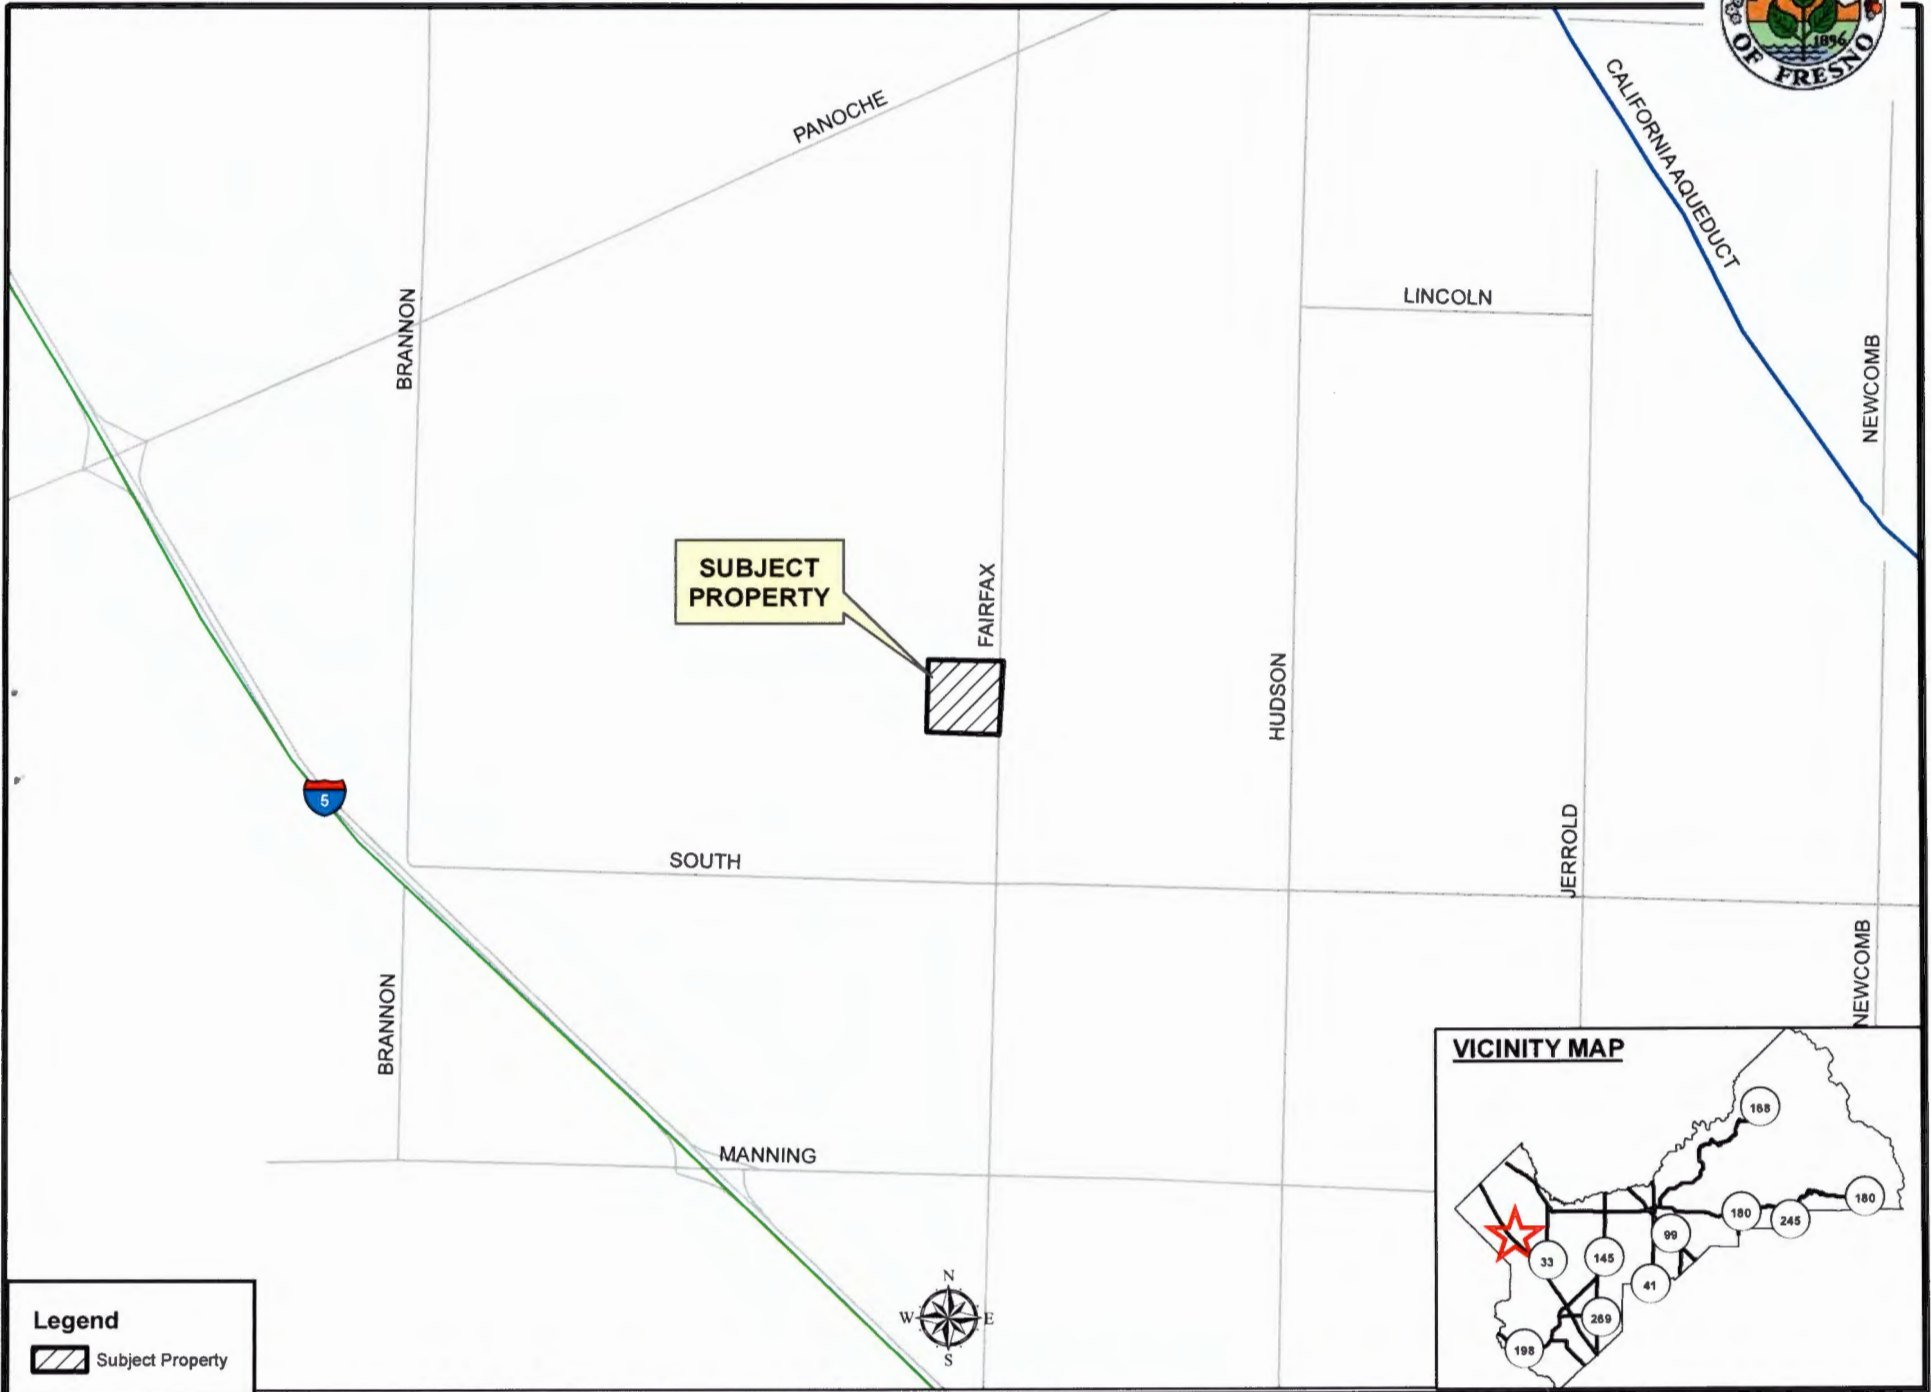 1896
OF FRESNO
PANOCHE
CALIFORNIA AQUEDUCT
BRANNON
LINCOLN
NEWCOMB
SUBJECT
PROPERTY
FAIRFAX
HUDSON
5
JERROLD
SOUTH
NEWCOMB
BRANNON
MANNING
VICINITY MAP
168
180
180
245
99
33
145
41
269
198
N
W
E
S
Legend
Subject Property